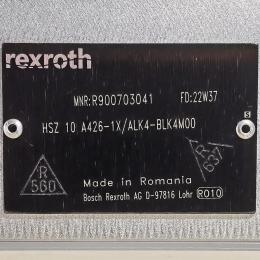 rexroth
MNR:R900703041 FD:22W37
HSZ 10 A426-1X/ALK4-BLK4M00
R
560
R
637
Made in Romania
Bosch Rexroth AG D-97816 Lohr R010
S